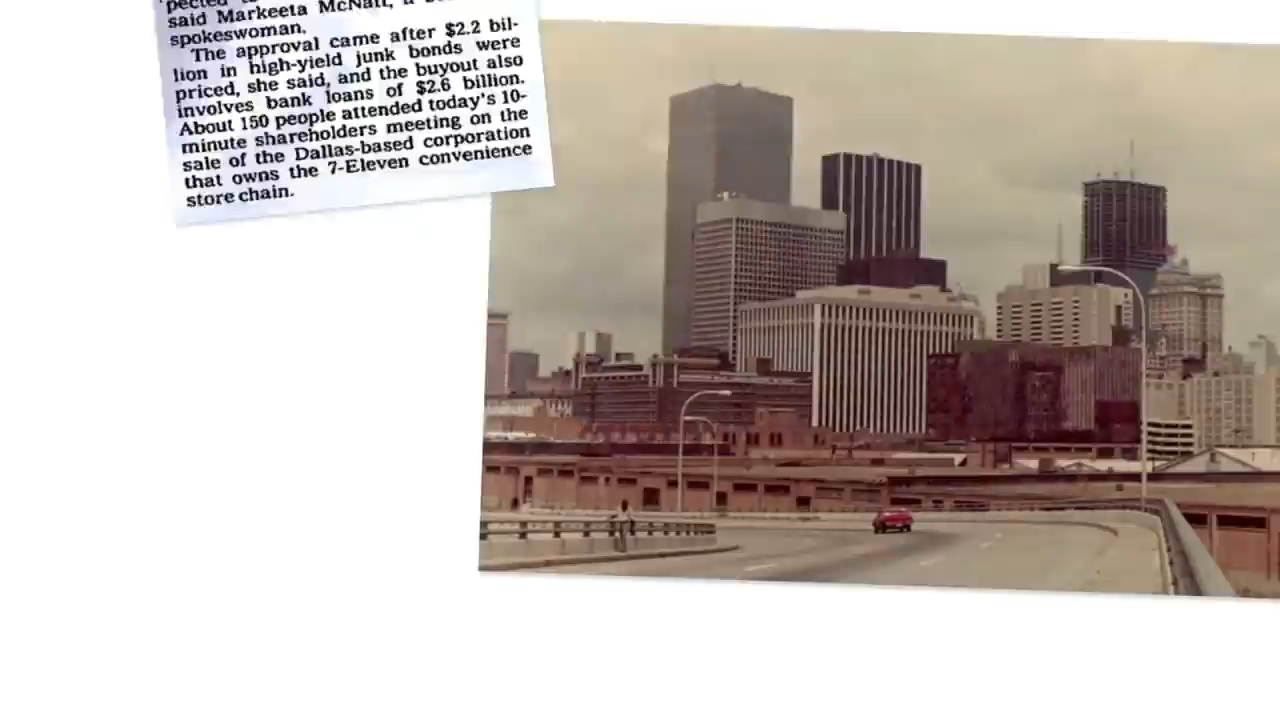 said Markeeta McNatt, a
spokeswoman.
The approval came after $2.2 bil-
lion in high-yield junk bonds were
priced, she said, and the buyout also
involves bank loans of $2.6 billion.
About 150 people attended today's 10-
minute shareholders meeting on the
sale of the Dallas-based corporation
that owns the 7-Eleven convenience
store chain.